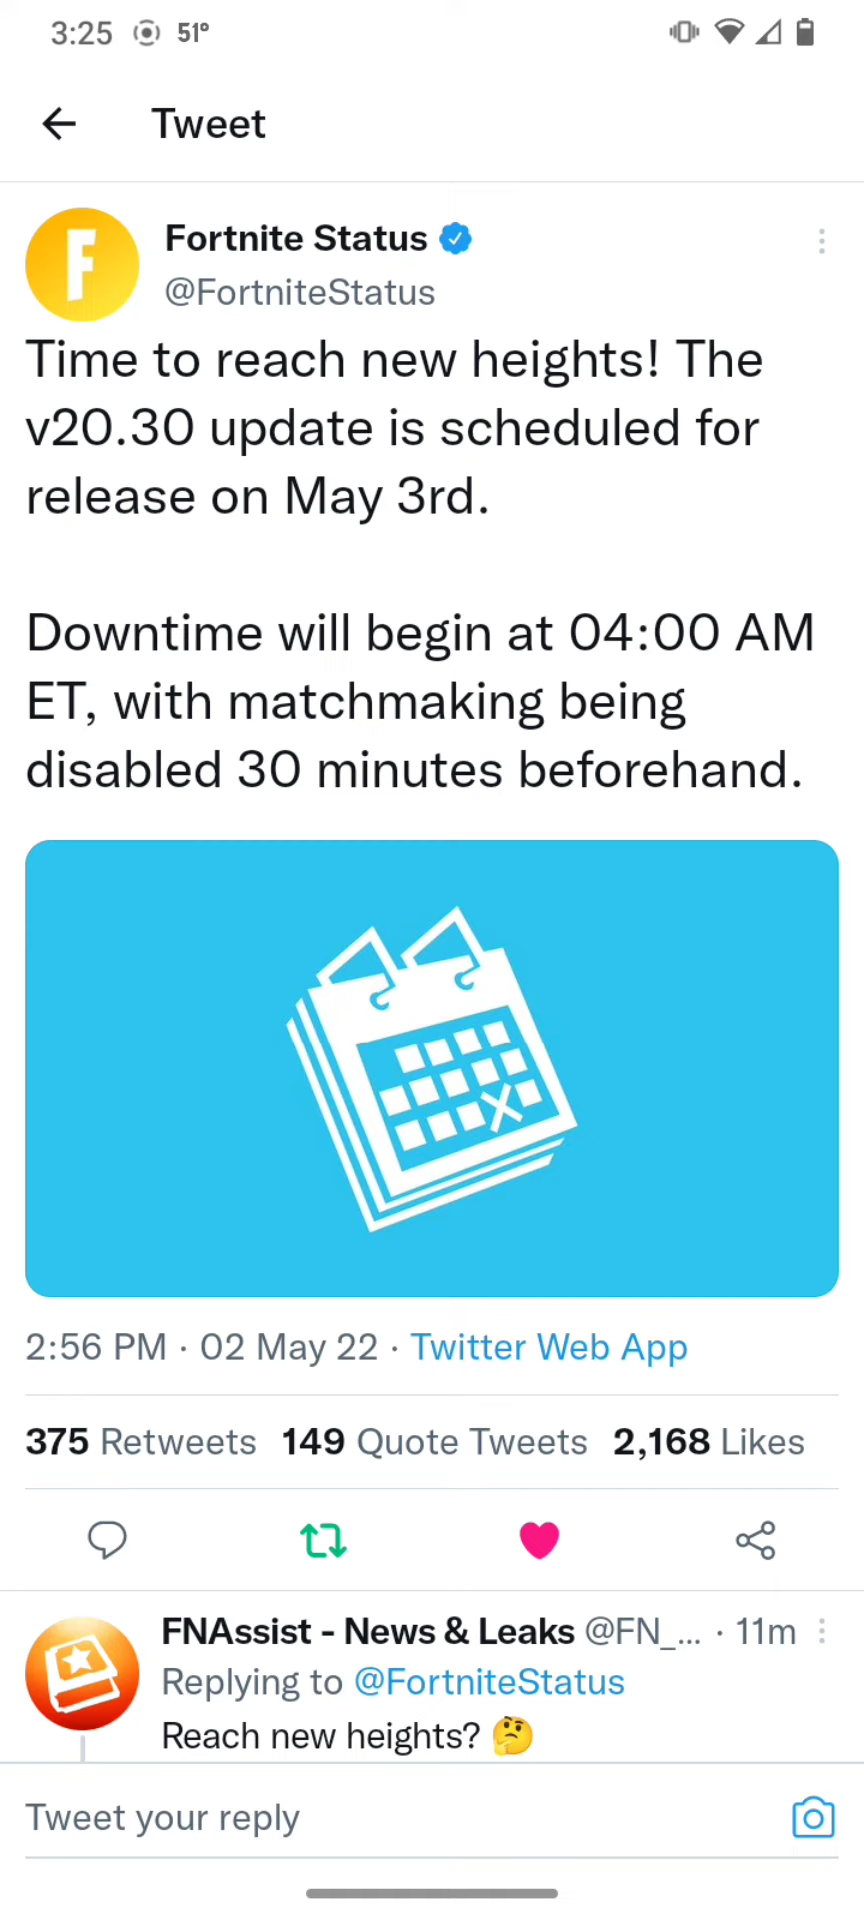 3:25 51°
Tweet
Fortnite Status
@FortniteStatus
Time to reach new heights! The
v20.30 update is scheduled for
release on May 3rd.
Downtime will begin at 04:00 AM
ET, with matchmaking being
disabled 30 minutes beforehand.
2:56 PM · 02 May 22 · Twitter Web App
375 Retweets 149 Quote Tweets 2,168 Likes
FNAssist - News & Leaks @FN_... · 11m
Replying to @FortniteStatus
Reach new heights? 🤔
Tweet your reply